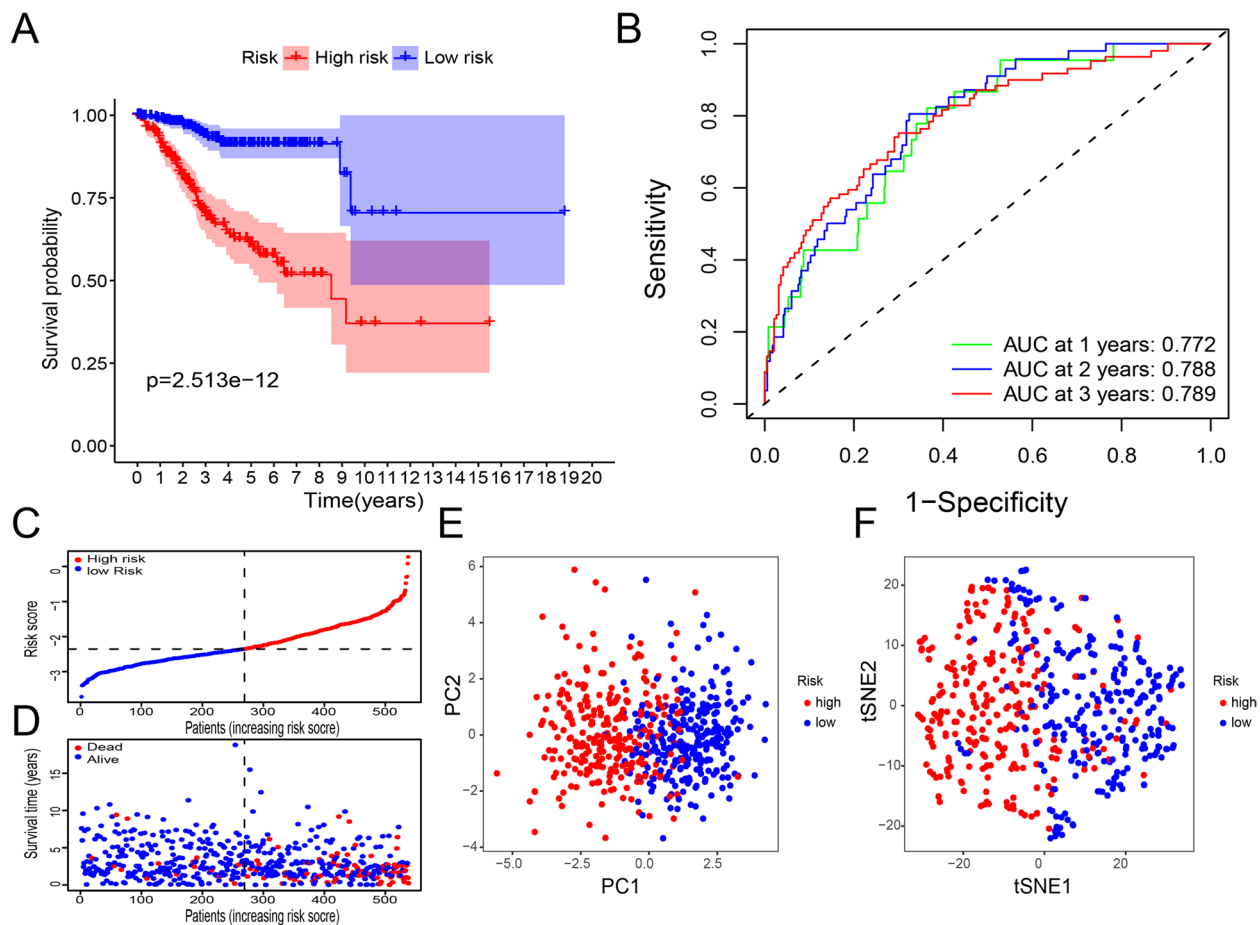 A
Risk High risk Low risk
Survival probability
1.00
0.75
0.50
0.25
0.00
p=2.513e−12
0 1 2 3 4 5 6 7 8 9 10 11 12 13 14 15 16 17 18 19 20
Time(years)
B
Sensitivity
1.0
0.8
0.6
0.4
0.2
0.0
AUC at 1 years: 0.772
AUC at 2 years: 0.788
AUC at 3 years: 0.789
0.0 0.2 0.4 0.6 0.8 1.0
1−Specificity
C
High risk
low Risk
Risk score
0
-1
-2
-3
0 100 200 300 400 500
Patients (increasing risk socre)
D
Dead
Alive
Survival time (years)
15
10
5
0
0 100 200 300 400 500
Patients (increasing risk socre)
E
PC2
6
4
2
0
−2
−4
−5.0 −2.5 0.0 2.5
PC1
Risk
high
low
F
tSNE2
20
10
0
−10
−20
−20 0 20
tSNE1
Risk
high
low